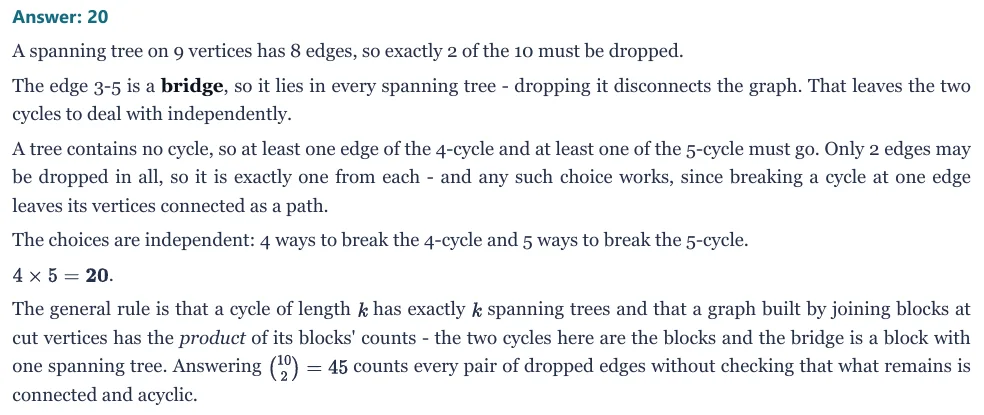 Answer: 20
A spanning tree on 9 vertices has 8 edges, so exactly 2 of the 10 must be dropped.
The edge 3-5 is a bridge, so it lies in every spanning tree - dropping it disconnects the graph. That leaves the two
cycles to deal with independently.
A tree contains no cycle, so at least one edge of the 4-cycle and at least one of the 5-cycle must go. Only 2 edges may
be dropped in all, so it is exactly one from each - and any such choice works, since breaking a cycle at one edge
leaves its vertices connected as a path.
The choices are independent: 4 ways to break the 4-cycle and 5 ways to break the 5-cycle.
4 × 5 = 20.
The general rule is that a cycle of length k has exactly k spanning trees and that a graph built by joining blocks at
cut vertices has the product of its blocks' counts - the two cycles here are the blocks and the bridge is a block with
one spanning tree. Answering (10 2) = 45 counts every pair of dropped edges without checking that what remains is
connected and acyclic.